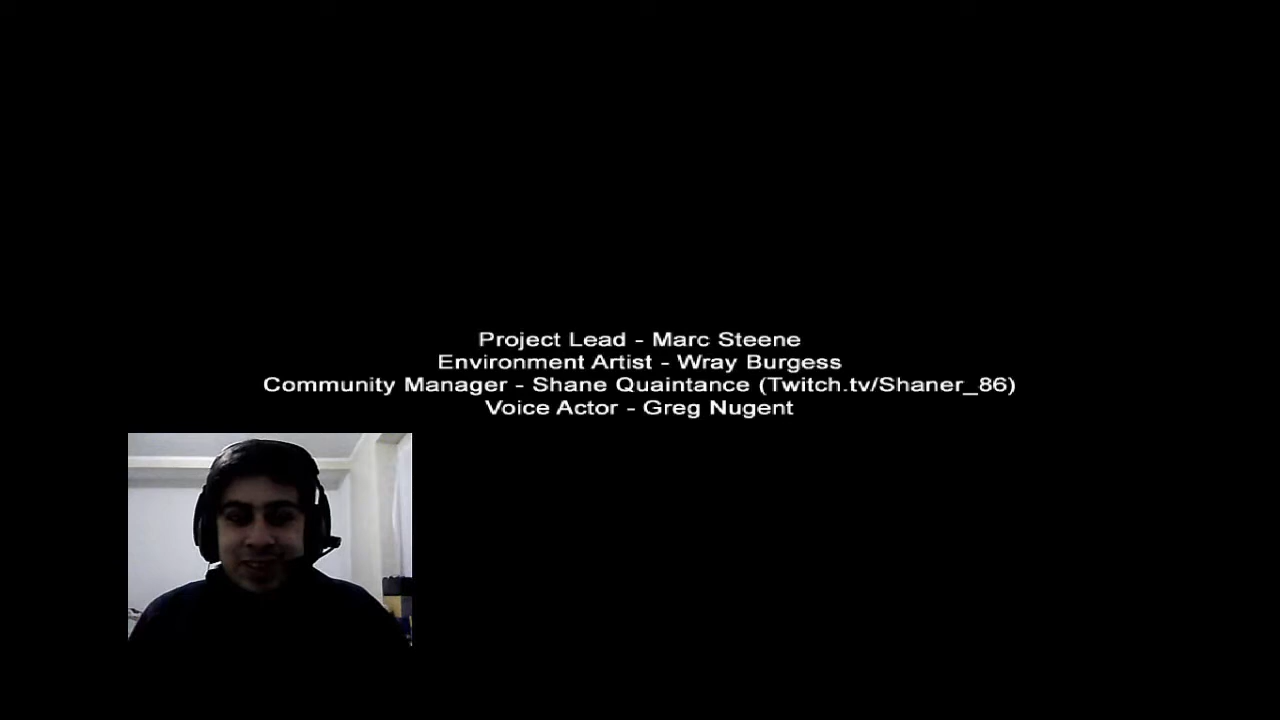 Project Lead - Marc Steene
Environment Artist - Wray Burgess
Community Manager - Shane Quaintance (Twitch.tv/Shaner_86)
Voice Actor - Greg Nugent